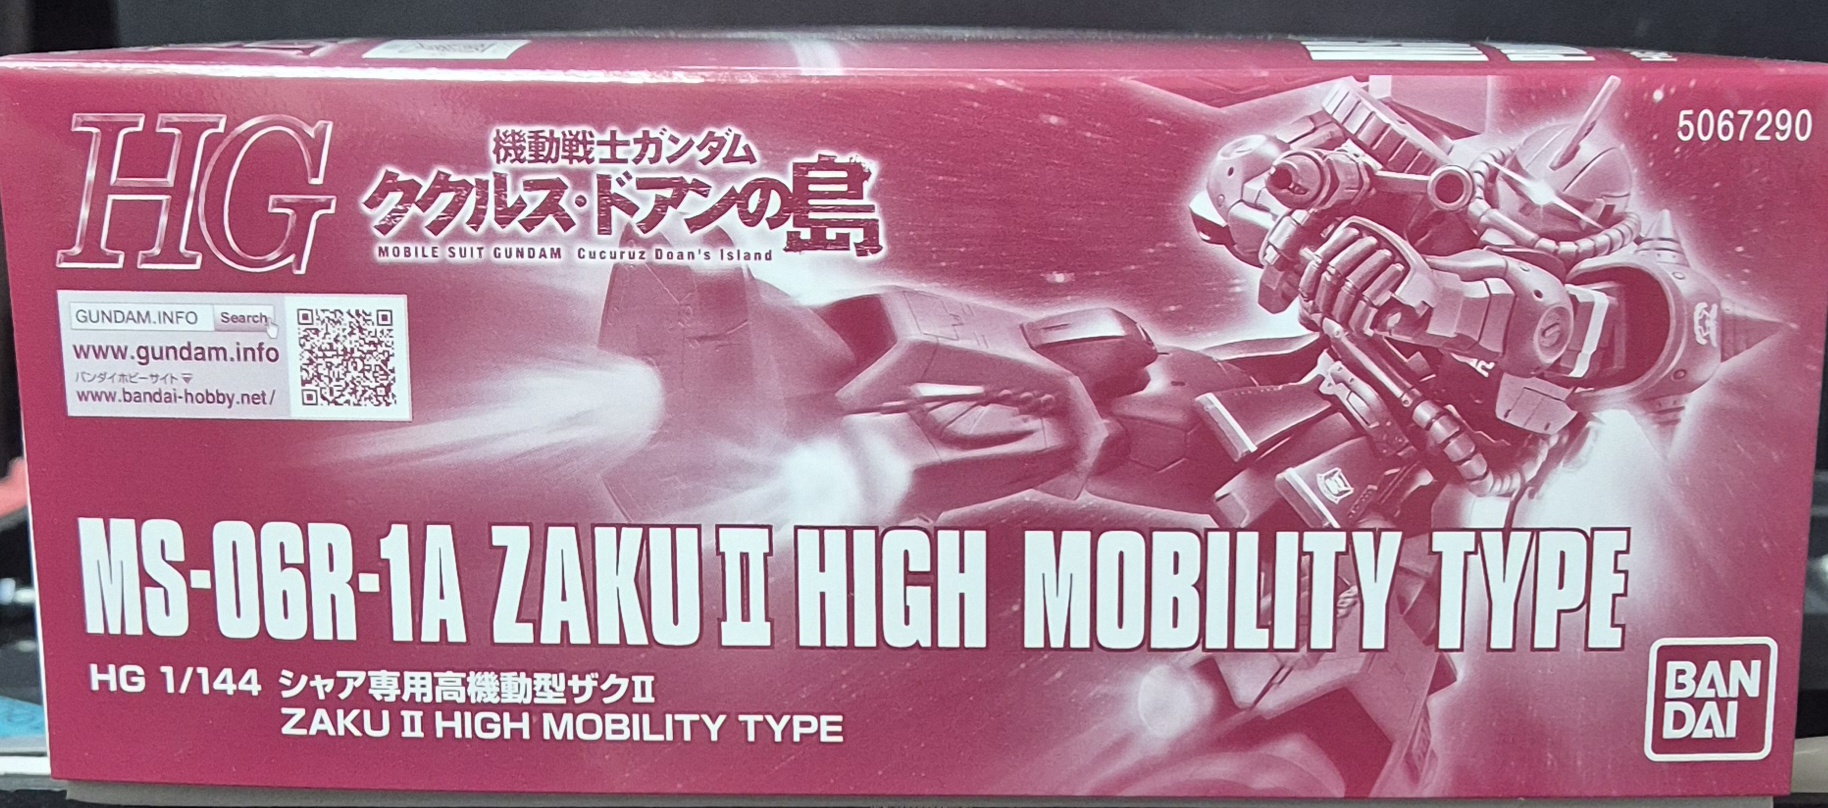 HG
機動戦士ガンダム
ククルス・ドアンの島
MOBILE SUIT GUNDAM Cucuruz Doan's Island
5067290
GUNDAM.INFO Search
www.gundam.info
バンダイホビーサイト▽
www.bandai-hobby.net/
MS-06R-1A ZAKU II HIGH MOBILITY TYPE
HG 1/144 シャア専用高機動型ザクII
ZAKU II HIGH MOBILITY TYPE
BAN
DAI